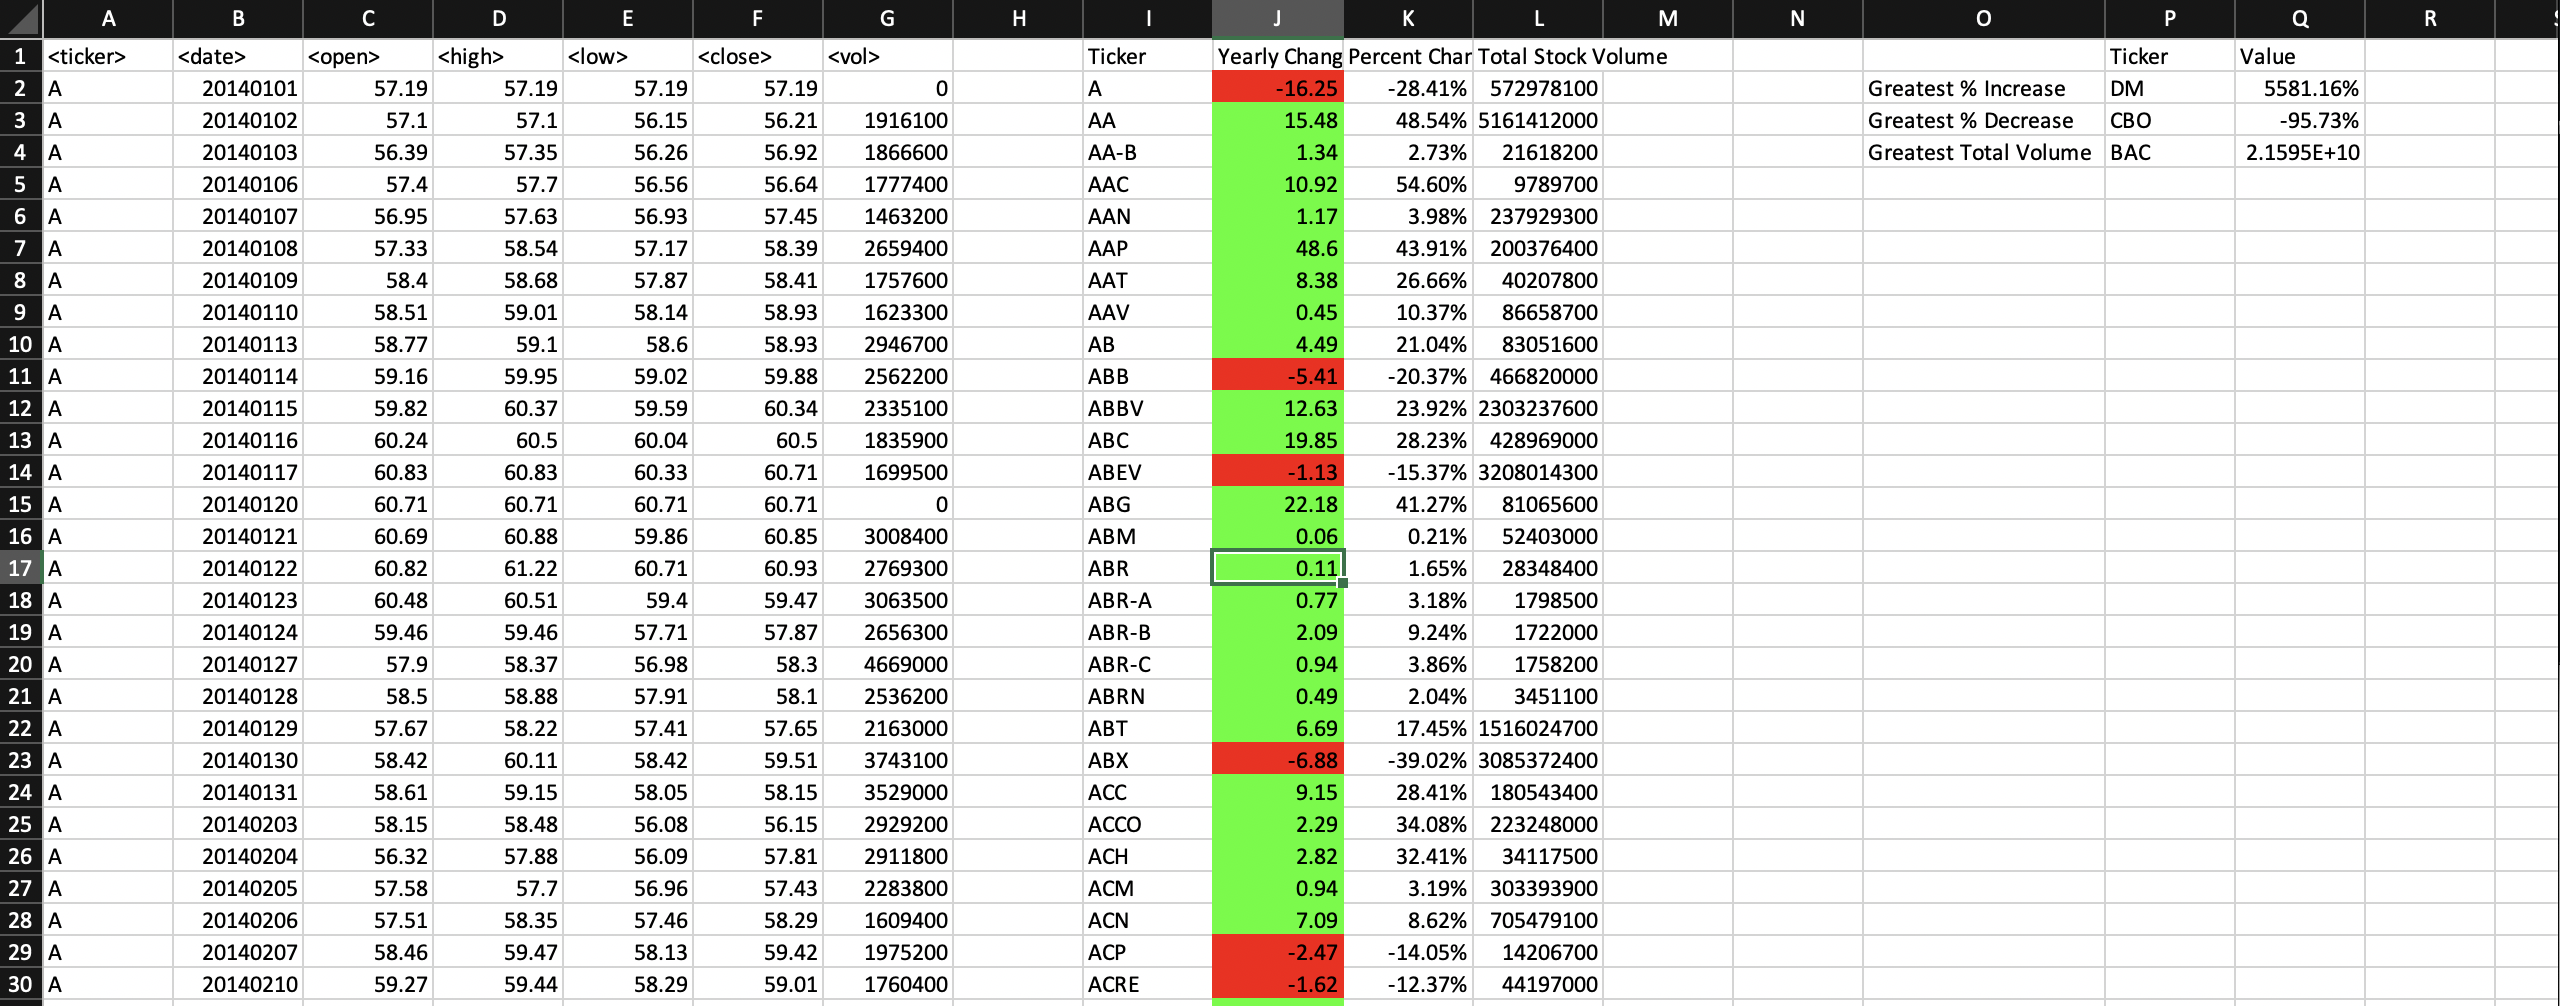 A B C D E F G H I J K L M N O P Q R
1 <ticker> <date> <open> <high> <low> <close> <vol> Ticker Yearly Chang Percent Char Total Stock Volume Ticker Value
2 A 20140101 57.19 57.19 57.19 57.19 0 A -16.25 -28.41% 572978100 Greatest % Increase DM 5581.16%
3 A 20140102 57.1 57.1 56.15 56.21 1916100 AA 15.48 48.54% 5161412000 Greatest % Decrease CBO -95.73%
4 A 20140103 56.39 57.35 56.26 56.92 1866600 AA-B 1.34 2.73% 21618200 Greatest Total Volume BAC 2.1595E+10
5 A 20140106 57.4 57.7 56.56 56.64 1777400 AAC 10.92 54.60% 9789700
6 A 20140107 56.95 57.63 56.93 57.45 1463200 AAN 1.17 3.98% 237929300
7 A 20140108 57.33 58.54 57.17 58.39 2659400 AAP 48.6 43.91% 200376400
8 A 20140109 58.4 58.68 57.87 58.41 1757600 AAT 8.38 26.66% 40207800
9 A 20140110 58.51 59.01 58.14 58.93 1623300 AAV 0.45 10.37% 86658700
10 A 20140113 58.77 59.1 58.6 58.93 2946700 AB 4.49 21.04% 83051600
11 A 20140114 59.16 59.95 59.02 59.88 2562200 ABB -5.41 -20.37% 466820000
12 A 20140115 59.82 60.37 59.59 60.34 2335100 ABBV 12.63 23.92% 2303237600
13 A 20140116 60.24 60.5 60.04 60.5 1835900 ABC 19.85 28.23% 428969000
14 A 20140117 60.83 60.83 60.33 60.71 1699500 ABEV -1.13 -15.37% 3208014300
15 A 20140120 60.71 60.71 60.71 60.71 0 ABG 22.18 41.27% 81065600
16 A 20140121 60.69 60.88 59.86 60.85 3008400 ABM 0.06 0.21% 52403000
17 A 20140122 60.82 61.22 60.71 60.93 2769300 ABR 0.11 1.65% 28348400
18 A 20140123 60.48 60.51 59.4 59.47 3063500 ABR-A 0.77 3.18% 1798500
19 A 20140124 59.46 59.46 57.71 57.87 2656300 ABR-B 2.09 9.24% 1722000
20 A 20140127 57.9 58.37 56.98 58.3 4669000 ABR-C 0.94 3.86% 1758200
21 A 20140128 58.5 58.88 57.91 58.1 2536200 ABRN 0.49 2.04% 3451100
22 A 20140129 57.67 58.22 57.41 57.65 2163000 ABT 6.69 17.45% 1516024700
23 A 20140130 58.42 60.11 58.42 59.51 3743100 ABX -6.88 -39.02% 3085372400
24 A 20140131 58.61 59.15 58.05 58.15 3529000 ACC 9.15 28.41% 180543400
25 A 20140203 58.15 58.48 56.08 56.15 2929200 ACCO 2.29 34.08% 223248000
26 A 20140204 56.32 57.88 56.09 57.81 2911800 ACH 2.82 32.41% 34117500
27 A 20140205 57.58 57.7 56.96 57.43 2283800 ACM 0.94 3.19% 303393900
28 A 20140206 57.51 58.35 57.46 58.29 1609400 ACN 7.09 8.62% 705479100
29 A 20140207 58.46 59.47 58.13 59.42 1975200 ACP -2.47 -14.05% 14206700
30 A 20140210 59.27 59.44 58.29 59.01 1760400 ACRE -1.62 -12.37% 44197000